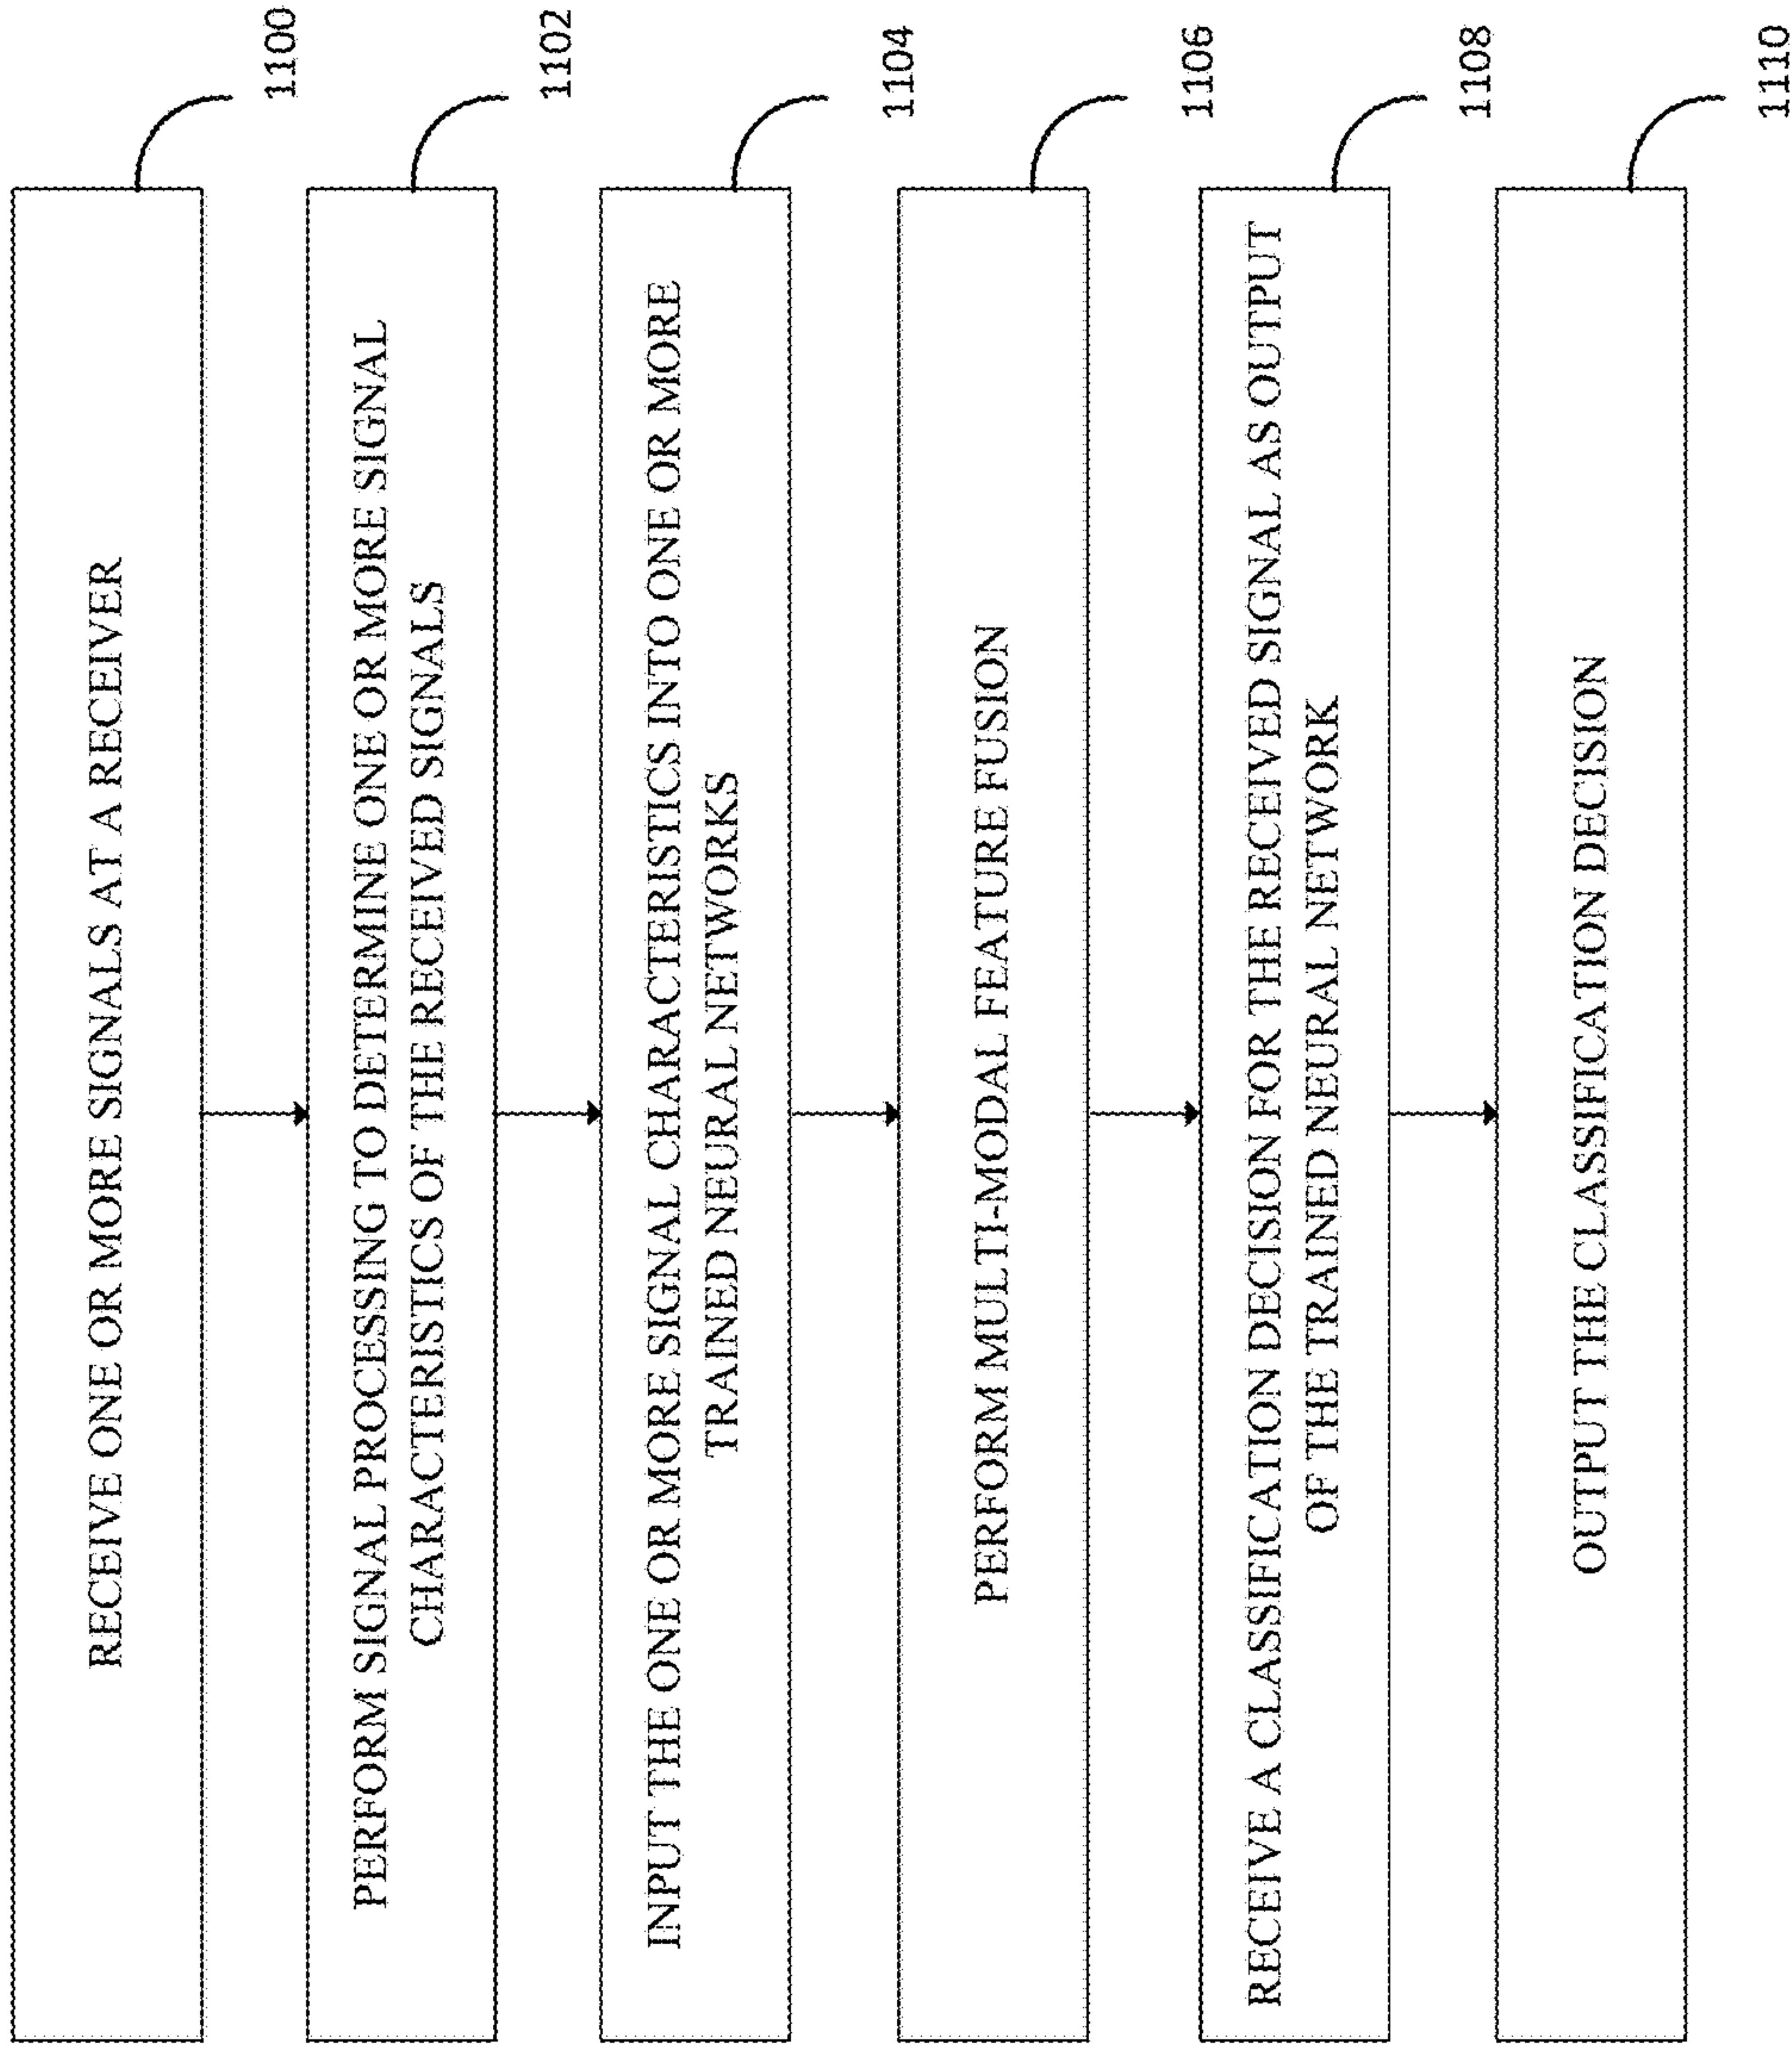 RECEIVE ONE OR MORE SIGNALS AT A RECEIVER
1100
PERFORM SIGNAL PROCESSING TO DETERMINE ONE OR MORE SIGNAL
CHARACTERISTICS OF THE RECEIVED SIGNALS
1102
INPUT THE ONE OR MORE SIGNAL CHARACTERISTICS INTO ONE OR MORE
TRAINED NEURAL NETWORKS
1104
PERFORM MULTI-MODAL FEATURE FUSION
1106
RECEIVE A CLASSIFICATION DECISION FOR THE RECEIVED SIGNAL AS OUTPUT
OF THE TRAINED NEURAL NETWORK
1108
OUTPUT THE CLASSIFICATION DECISION
1110